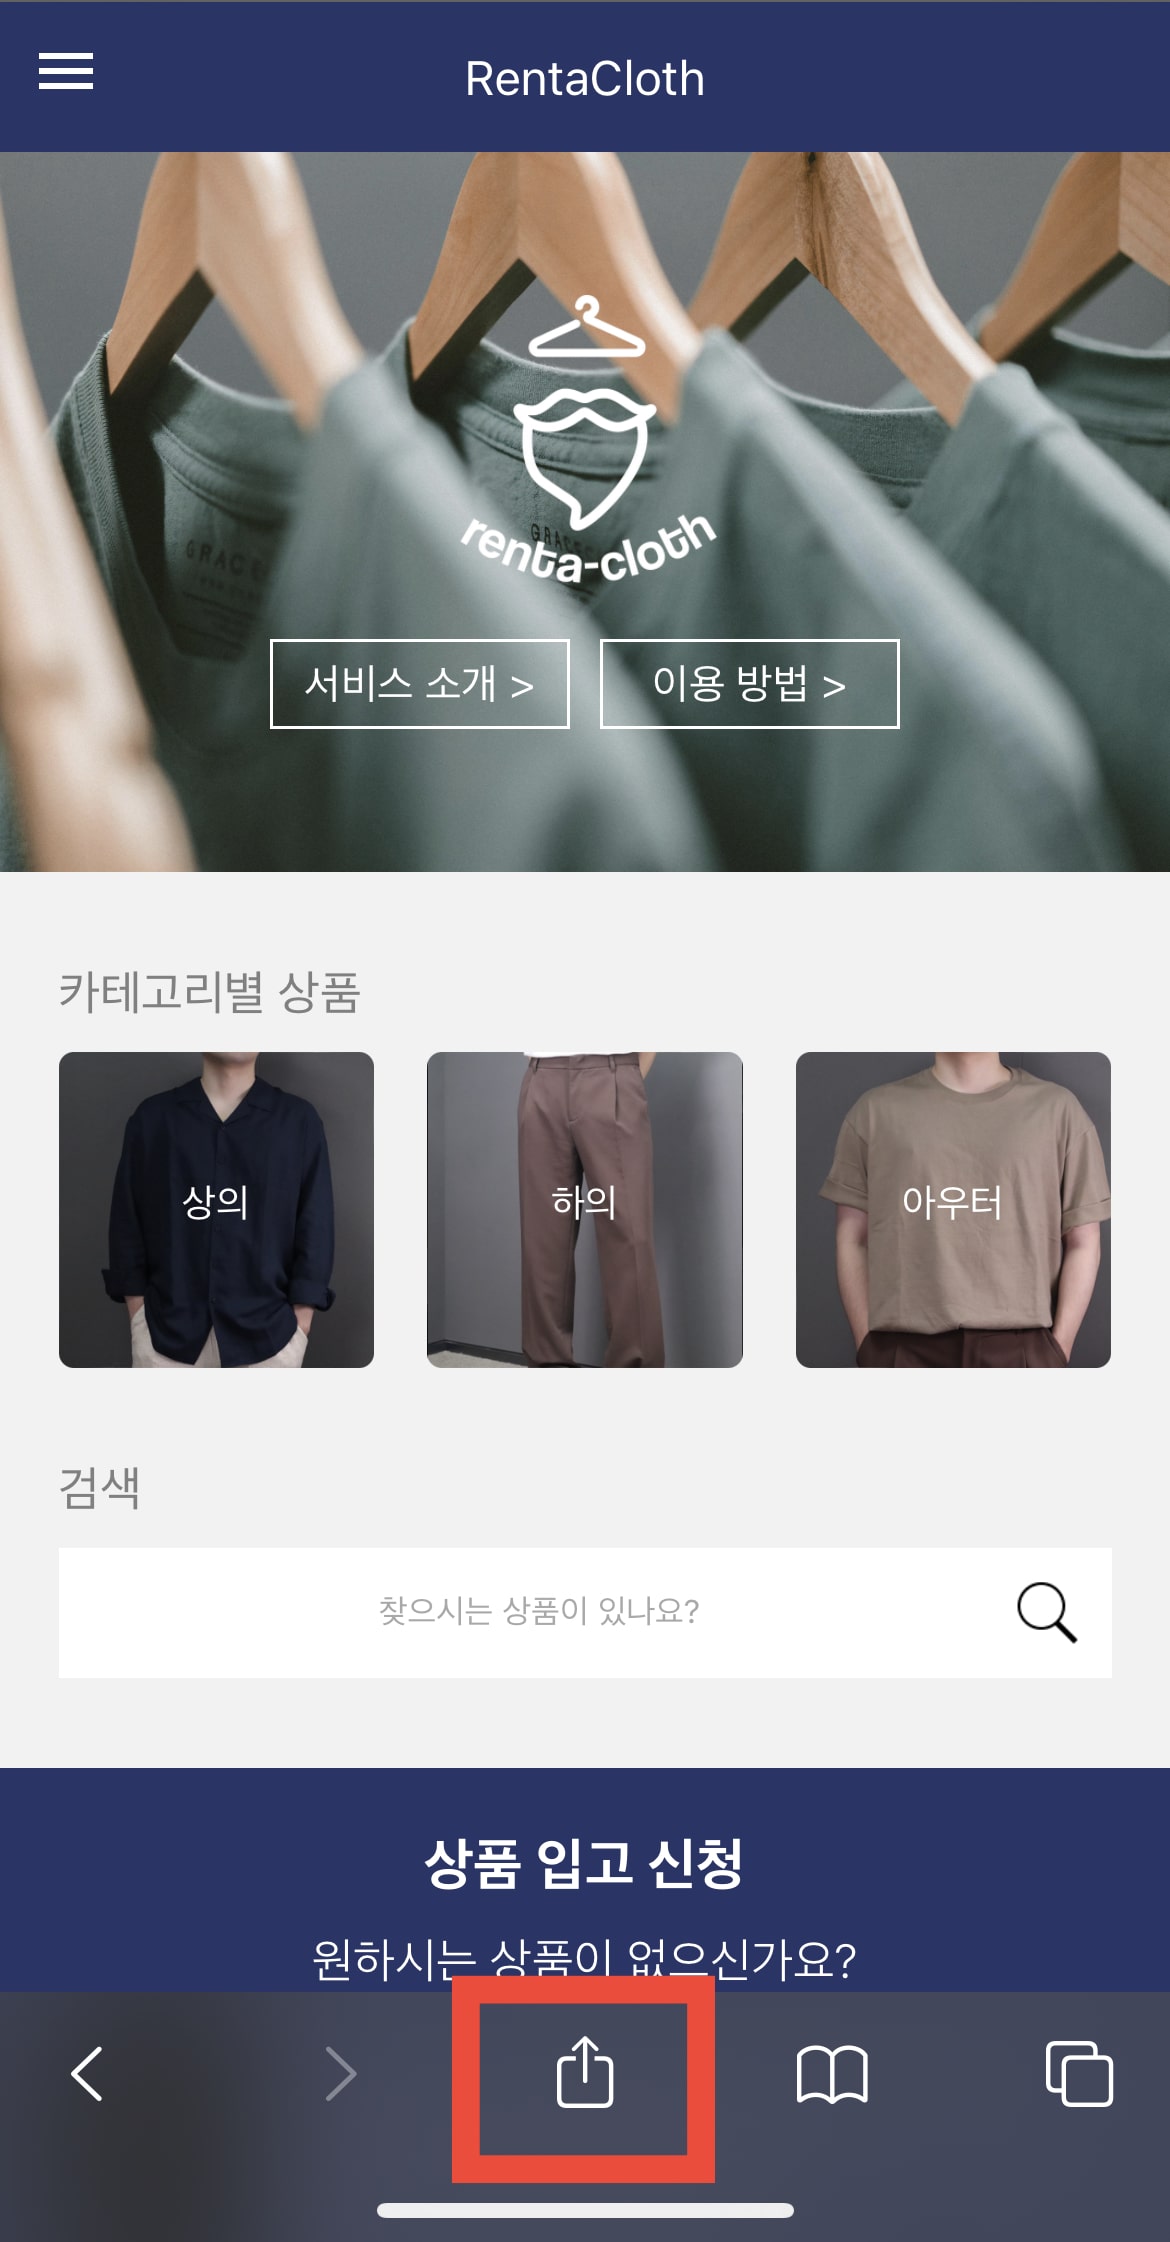 RentaCloth
renta-cloth
서비스 소개 >
이용 방법 >
카테고리별 상품
상의
하의
아우터
검색
찾으시는 상품이 있나요?
상품 입고 신청
원하시는 상품이 없으신가요?